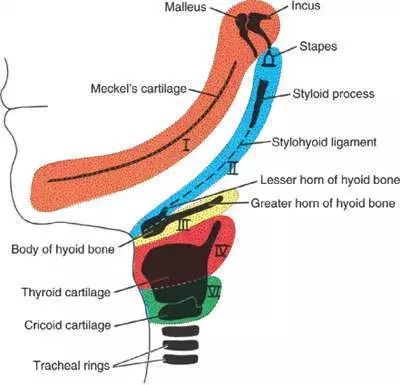 Malleus
Incus
Stapes
Meckel's cartilage
Styloid process
I
Stylohyoid ligament
II
Lesser horn of hyoid bone
Greater horn of hyoid bone
III
Body of hyoid bone
IV
Thyroid cartilage
VI
Cricoid cartilage
Tracheal rings